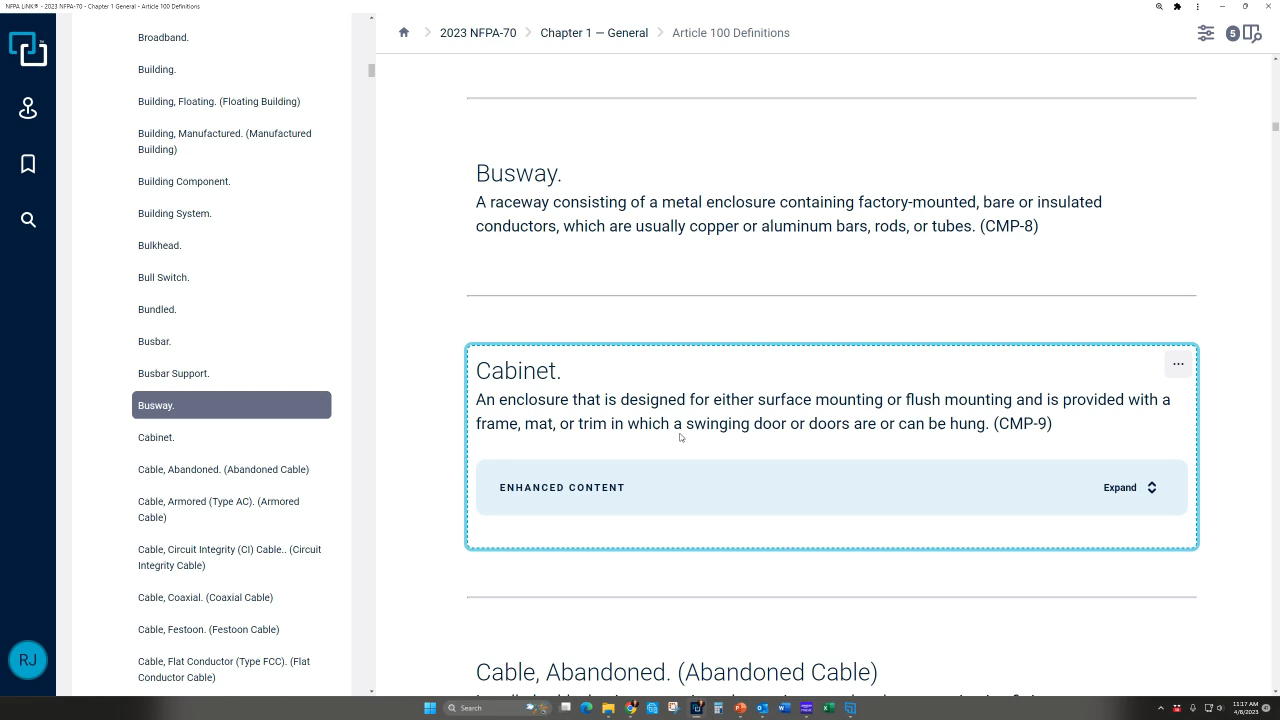 NFPA LiNK® - 2023 NFPA-70 - Chapter 1 General - Article 100 Definitions
Broadband.
Building.
Building, Floating. (Floating Building)
Building, Manufactured. (Manufactured
Building)
Building Component.
Building System.
Bulkhead.
Bull Switch.
Bundled.
Busbar.
Busbar Support.
Busway.
Cabinet.
Cable, Abandoned. (Abandoned Cable)
Cable, Armored (Type AC). (Armored
Cable)
Cable, Circuit Integrity (CI) Cable.. (Circuit
Integrity Cable)
Cable, Coaxial. (Coaxial Cable)
Cable, Festoon. (Festoon Cable)
Cable, Flat Conductor (Type FCC). (Flat
Conductor Cable)
RJ
2023 NFPA-70
Chapter 1 — General
Article 100 Definitions
5
Busway.
A raceway consisting of a metal enclosure containing factory-mounted, bare or insulated
conductors, which are usually copper or aluminum bars, rods, or tubes. (CMP-8)
Cabinet.
An enclosure that is designed for either surface mounting or flush mounting and is provided with a
frame, mat, or trim in which a swinging door or doors are or can be hung. (CMP-9)
ENHANCED CONTENT
Expand
Cable, Abandoned. (Abandoned Cable)
Search
11:17 AM
4/6/2023